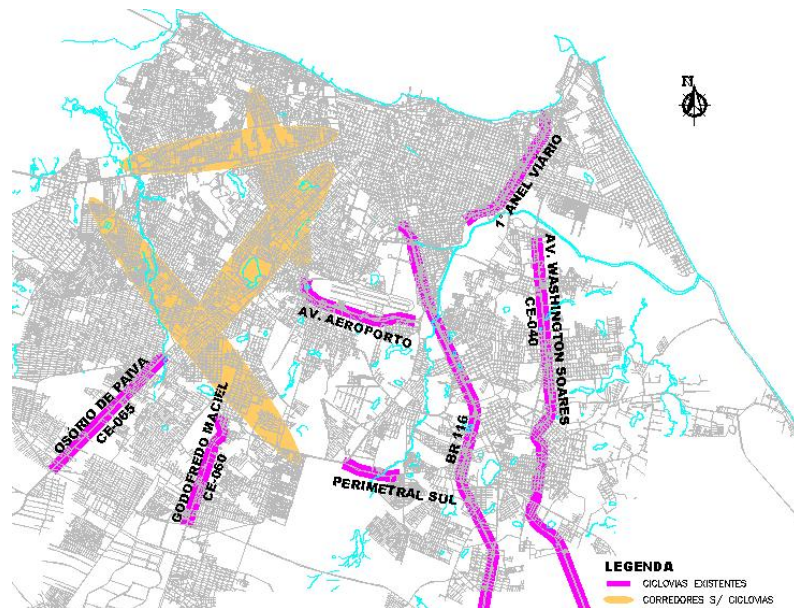 N
1° ANEL VIARIO
AV. WASHINGTON SOARES
CE-040
AV. AEROPORTO
OSÓRIO DE PAIVA
CE-065
GODOFREDO MACIEL
CE-060
BR 116
PERIMETRAL SUL
LEGENDA
CICLOVIAS EXISTENTES
CORREDORES S/ CICLOVIAS